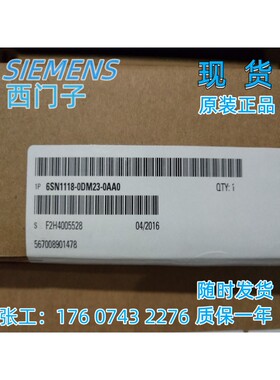 SIEMENS
西门子
现货
原装正品
1P 6SN1118-0DM23-0AA0 QTY: 1
S F2H4005528 04/2016
567008901478
随时发货
张工: 176 0743 2276 质保一年